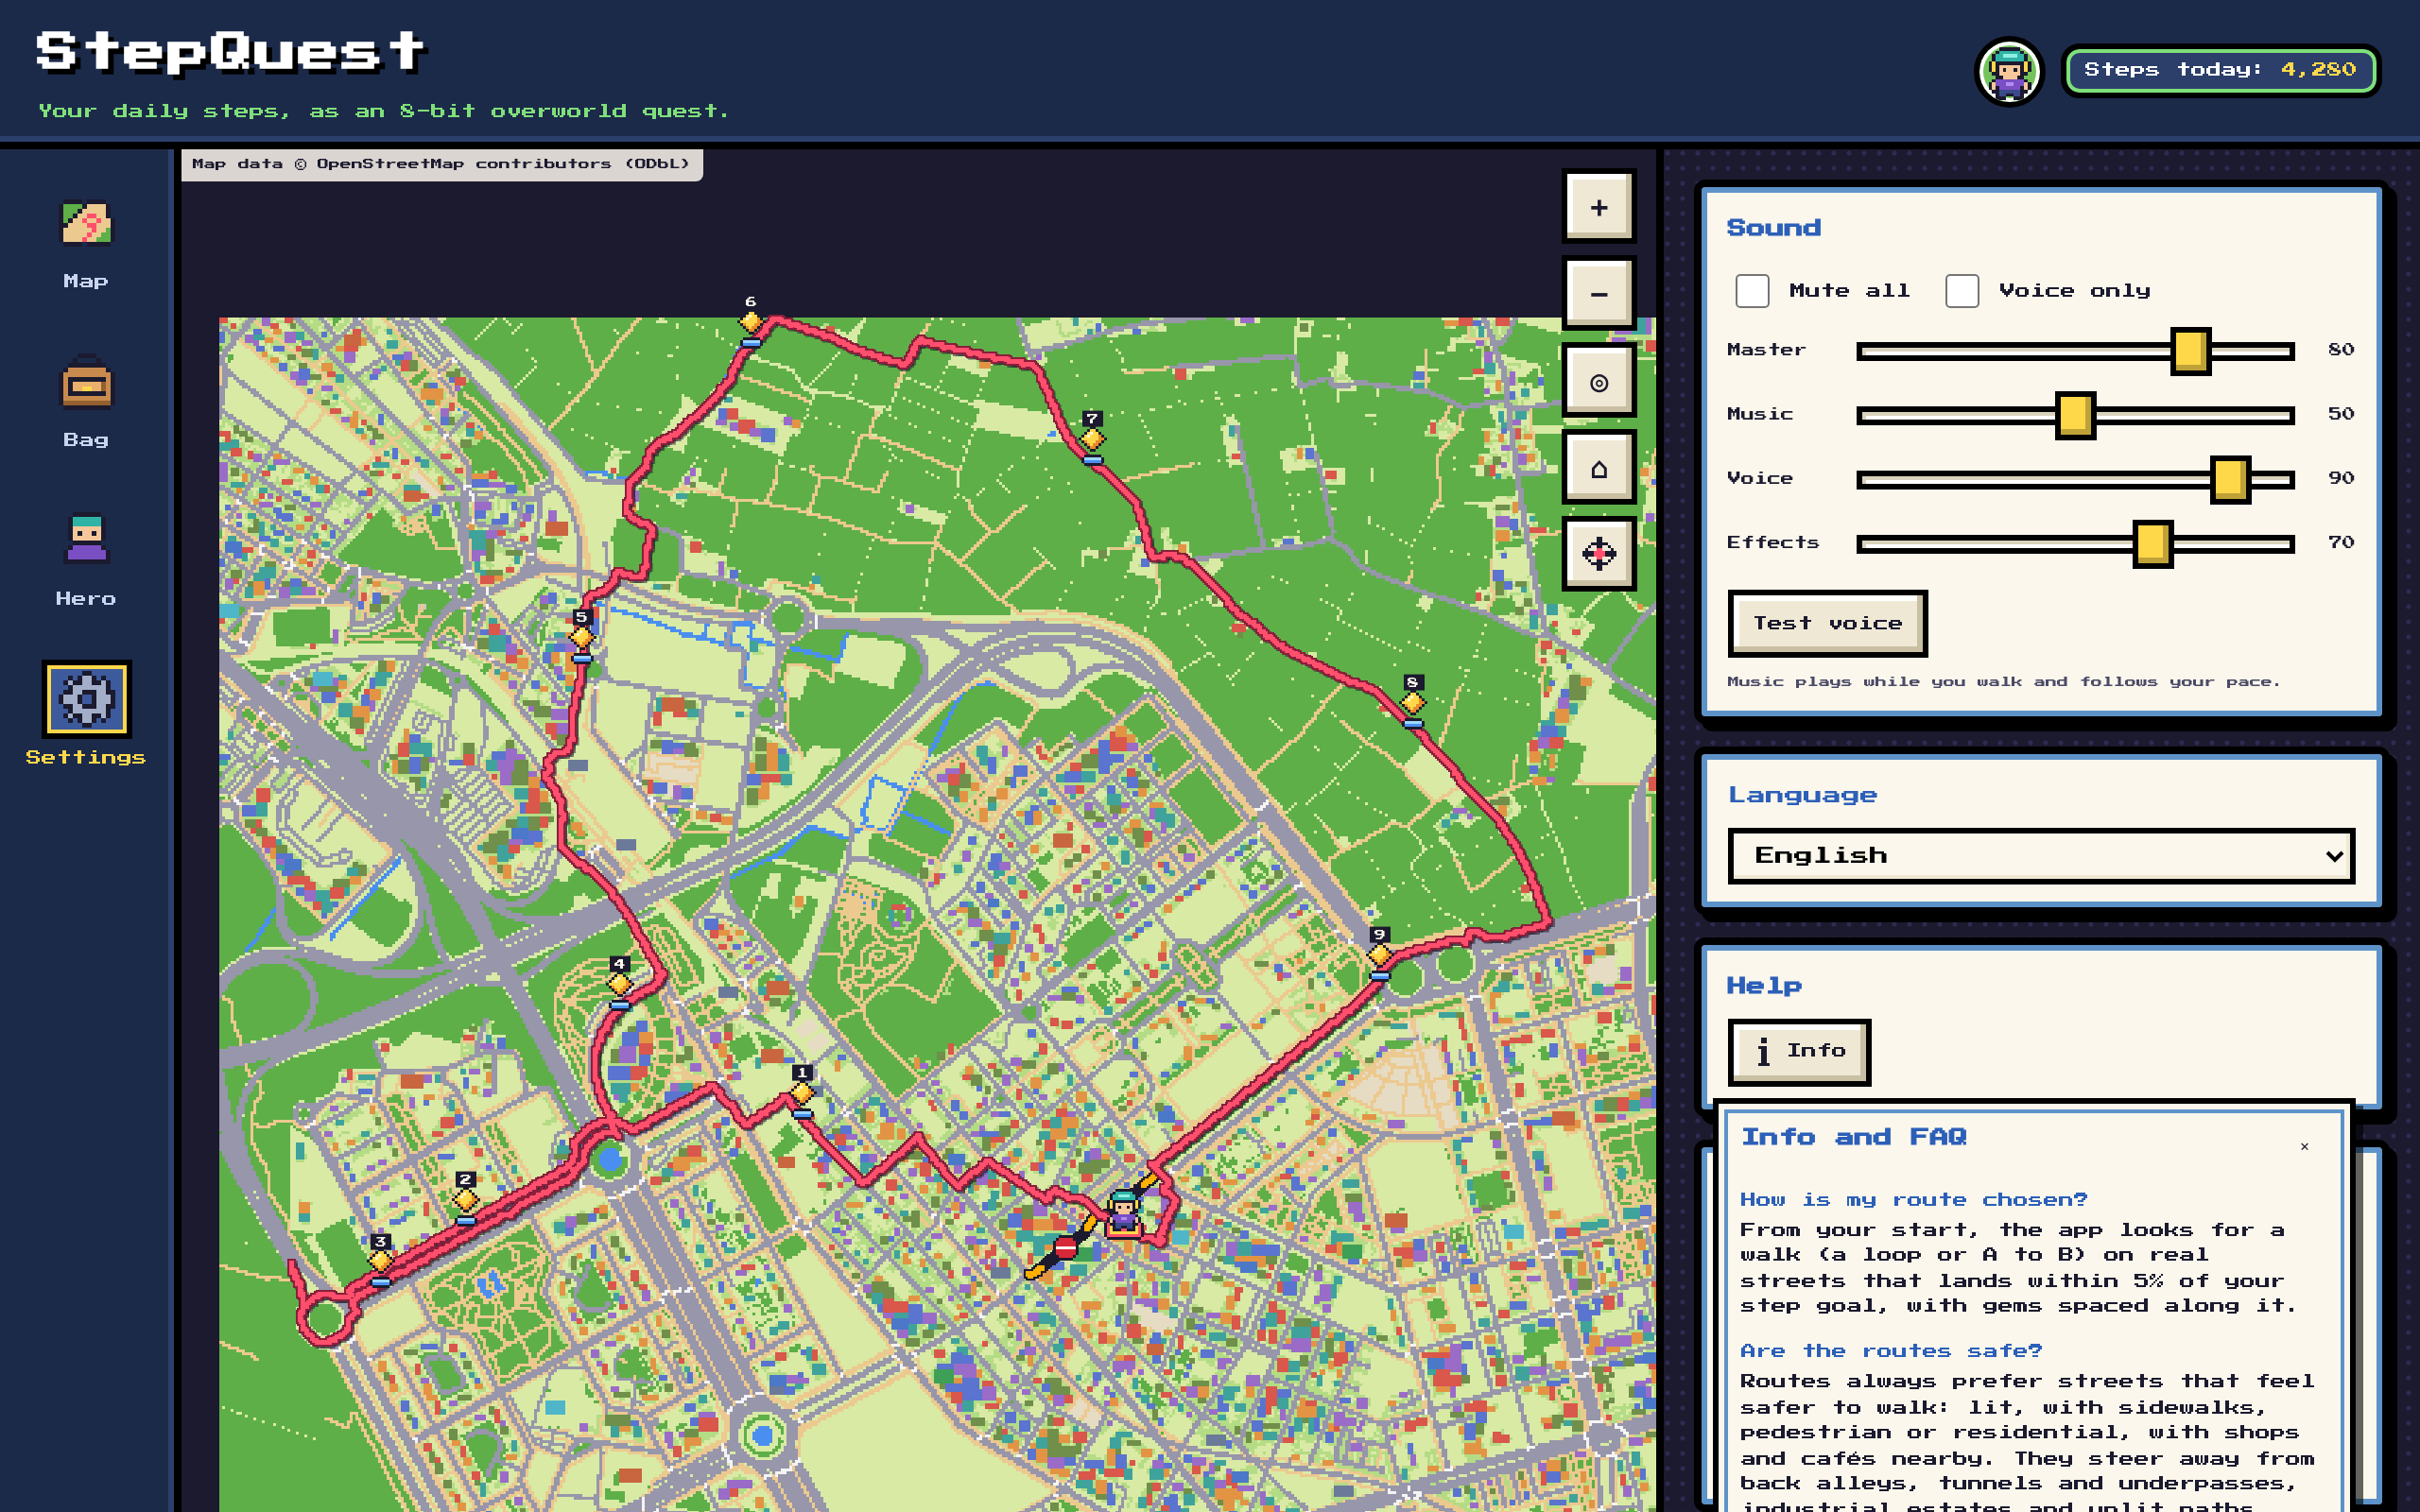 StepQuest
Your daily steps, as an 8-bit overworld quest.
Steps today: 4,280
Map
Bag
Hero
Settings
Map data © OpenStreetMap contributors (ODbL)
+
−
6
7
5
8
9
4
1
2
3
Sound
Mute all
Voice only
Master 80
Music 50
Voice 90
Effects 70
Test voice
Music plays while you walk and follows your pace.
Language
English
Help
i Info
Info and FAQ
×
How is my route chosen?
From your start, the app looks for a
walk (a loop or A to B) on real
streets that lands within 5% of your
step goal, with gems spaced along it.
Are the routes safe?
Routes always prefer streets that feel
safer to walk: lit, with sidewalks,
pedestrian or residential, with shops
and cafés nearby. They steer away from
back alleys, tunnels and underpasses,
industrial estates and unlit paths